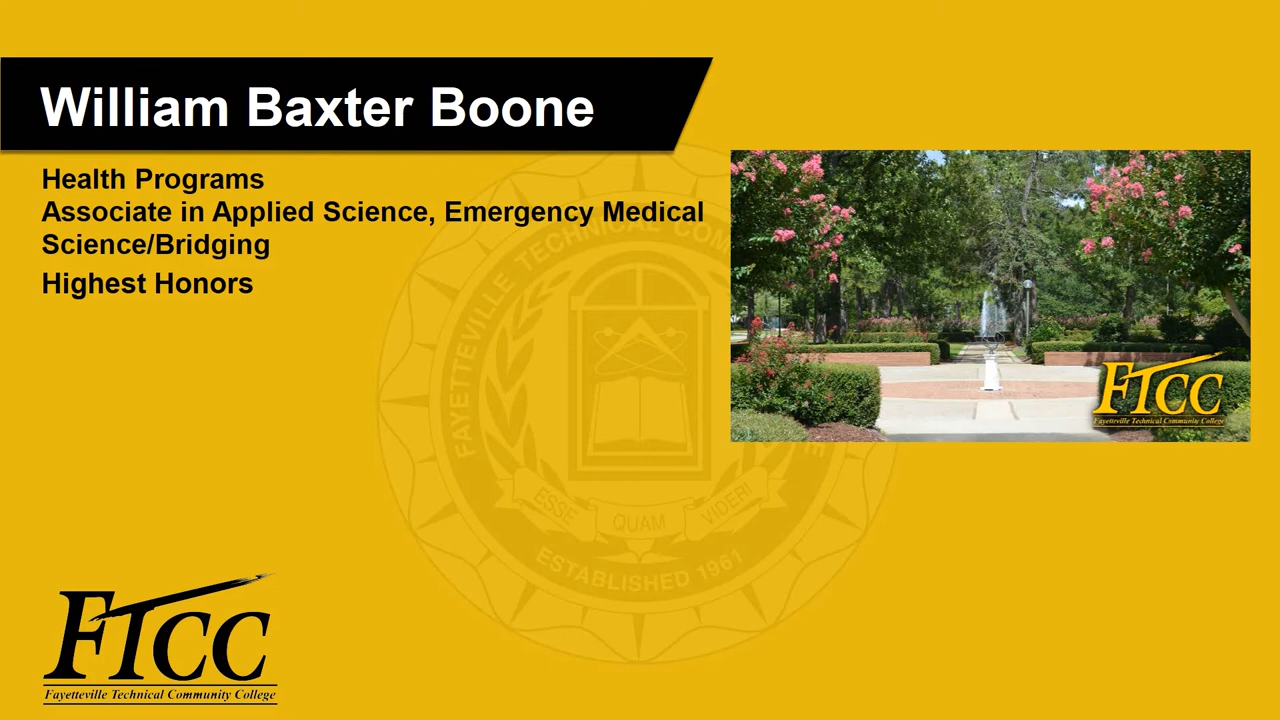 William Baxter Boone
Health Programs
Associate in Applied Science, Emergency Medical
Science/Bridging
Highest Honors
FTCC
Fayetteville Technical Community College
FAYETTEVILLE TECHNICAL COMMUNITY COLLEGE
ESSE QUAM VIDERI
ESTABLISHED 1961
FTCC
Fayetteville Technical Community College